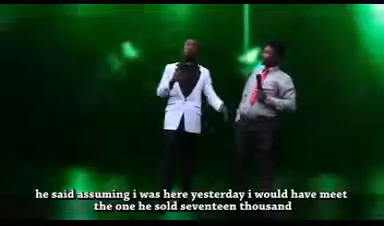 he said assuming i was here yesterday i would have meet
the one he sold seventeen thousand